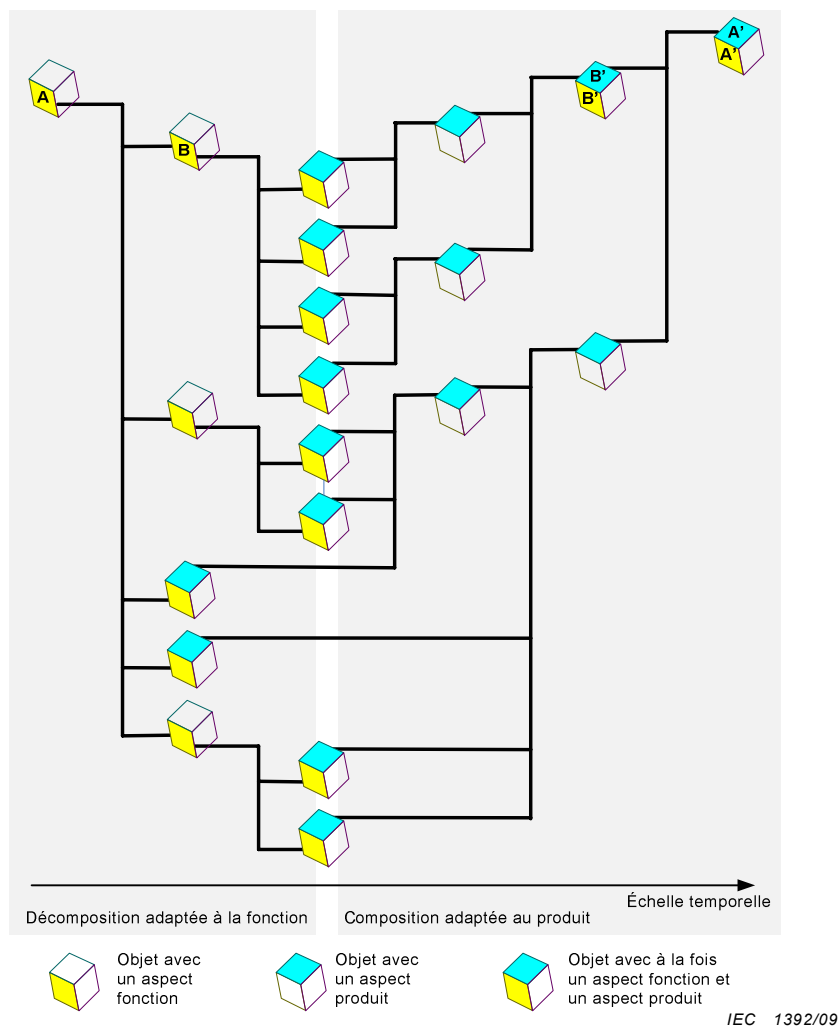 A'
A'
B'
B'
A
B
Échelle temporelle
Décomposition adaptée à la fonction
Composition adaptée au produit
Objet avec
un aspect
fonction
Objet avec
un aspect
produit
Objet avec à la fois
un aspect fonction et
un aspect produit
IEC 1392/09